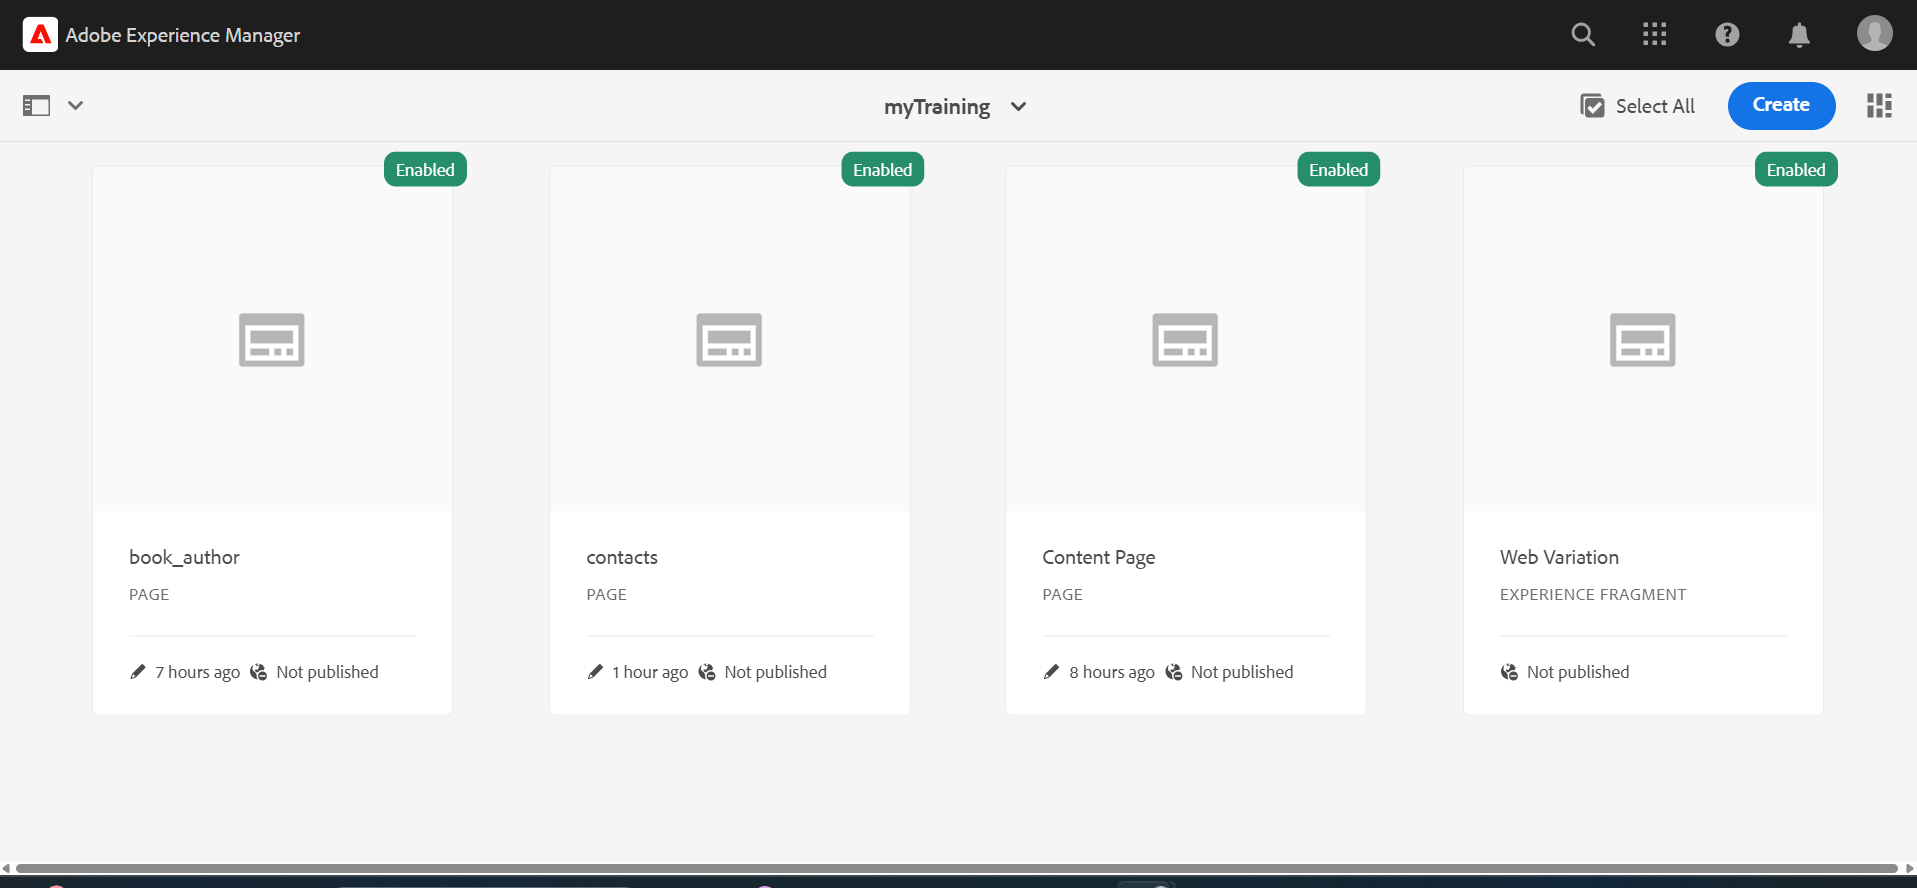 Adobe Experience Manager
myTraining
Select All
Create
Enabled
book_author
PAGE
7 hours ago Not published
Enabled
contacts
PAGE
1 hour ago Not published
Enabled
Content Page
PAGE
8 hours ago Not published
Enabled
Web Variation
EXPERIENCE FRAGMENT
Not published